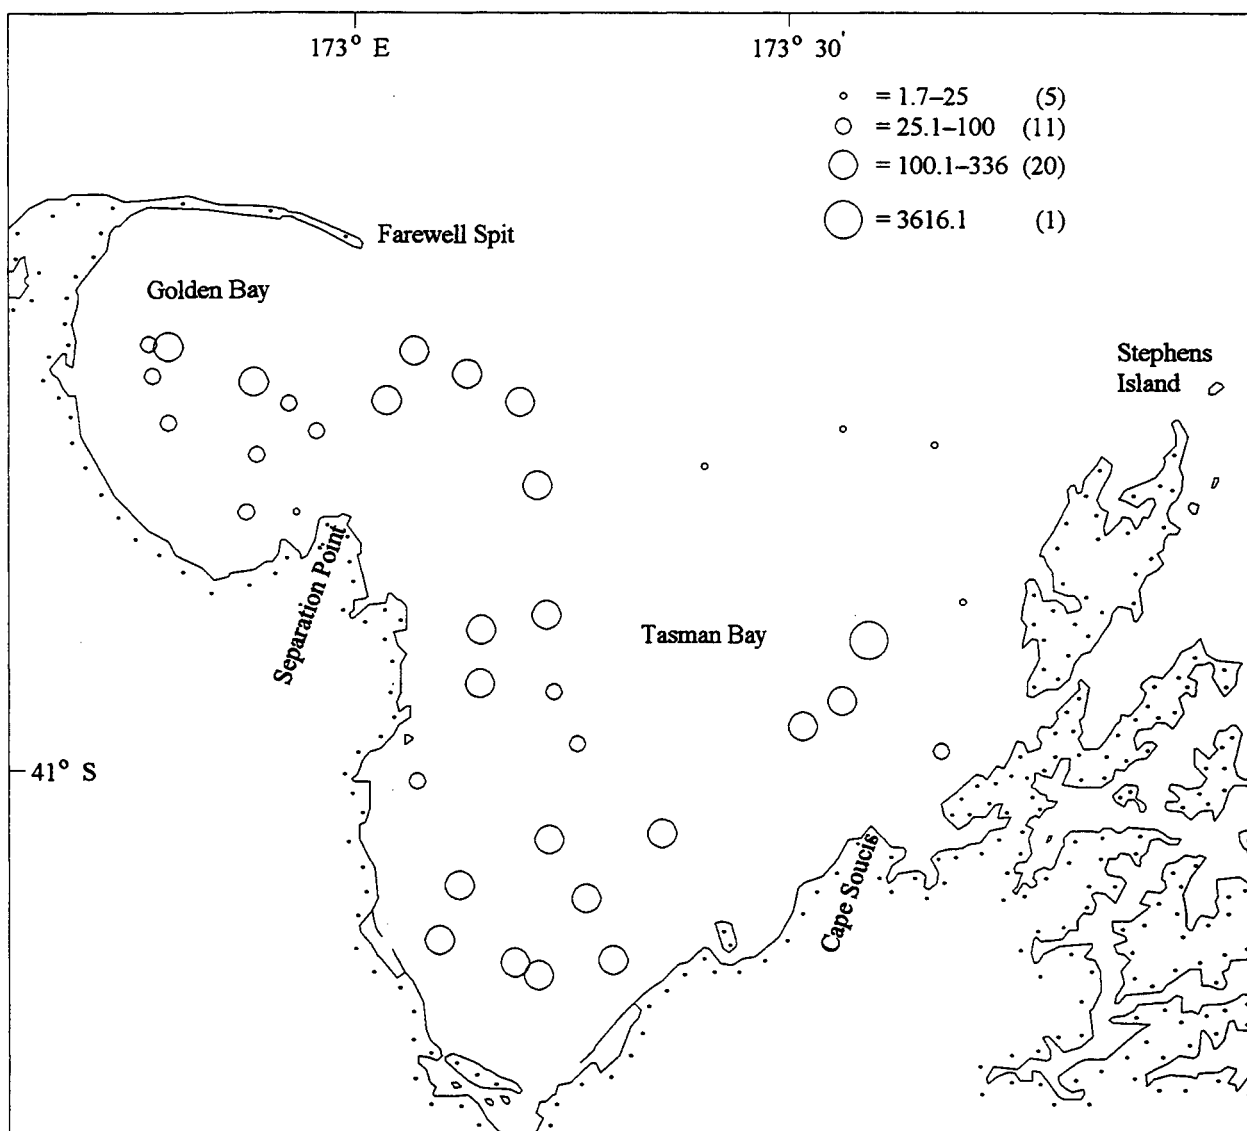 173° E
173° 30'
= 1.7–25 (5)
= 25.1–100 (11)
= 100.1–336 (20)
= 3616.1 (1)
Farewell Spit
Golden Bay
Stephens
Island
Separation Point
Tasman Bay
41° S
Cape Soucis